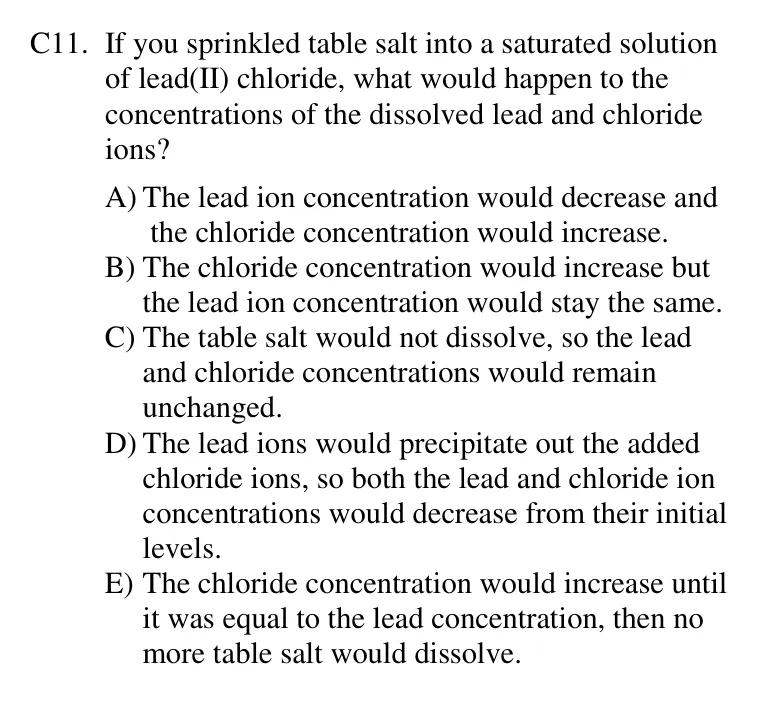 C11. If you sprinkled table salt into a saturated solution
of lead(II) chloride, what would happen to the
concentrations of the dissolved lead and chloride
ions?
A) The lead ion concentration would decrease and
the chloride concentration would increase.
B) The chloride concentration would increase but
the lead ion concentration would stay the same.
C) The table salt would not dissolve, so the lead
and chloride concentrations would remain
unchanged.
D) The lead ions would precipitate out the added
chloride ions, so both the lead and chloride ion
concentrations would decrease from their initial
levels.
E) The chloride concentration would increase until
it was equal to the lead concentration, then no
more table salt would dissolve.